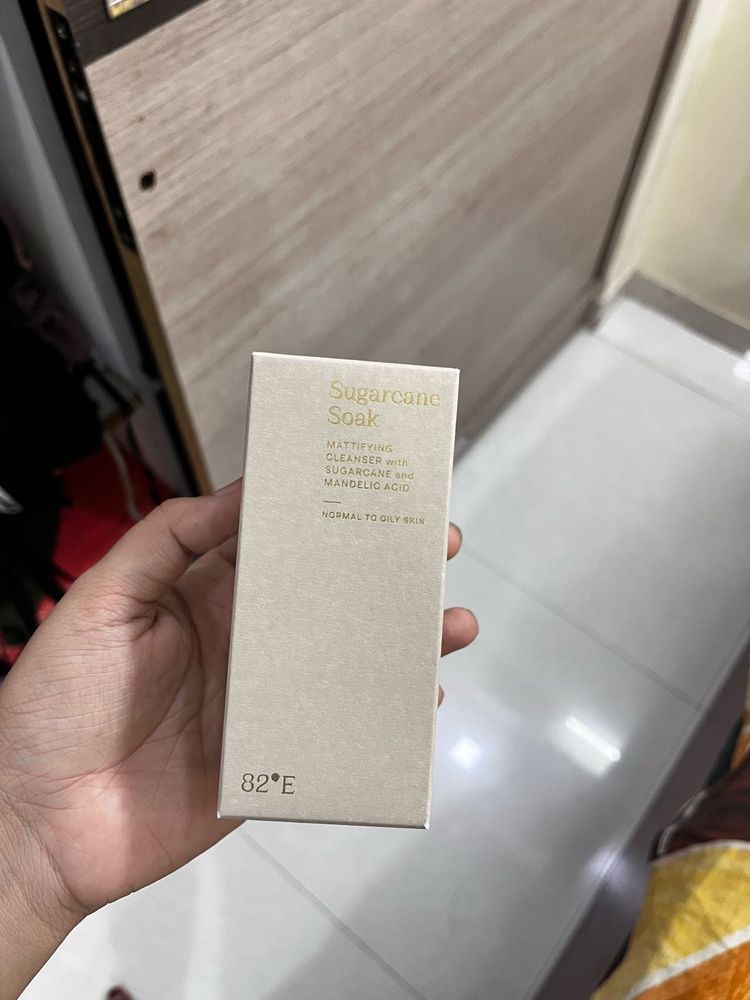 Sugarcane
Soak
MATTIFYING
CLEANSER with
SUGARCANE and
MANDELIC ACID
NORMAL TO OILY SKIN
82°E